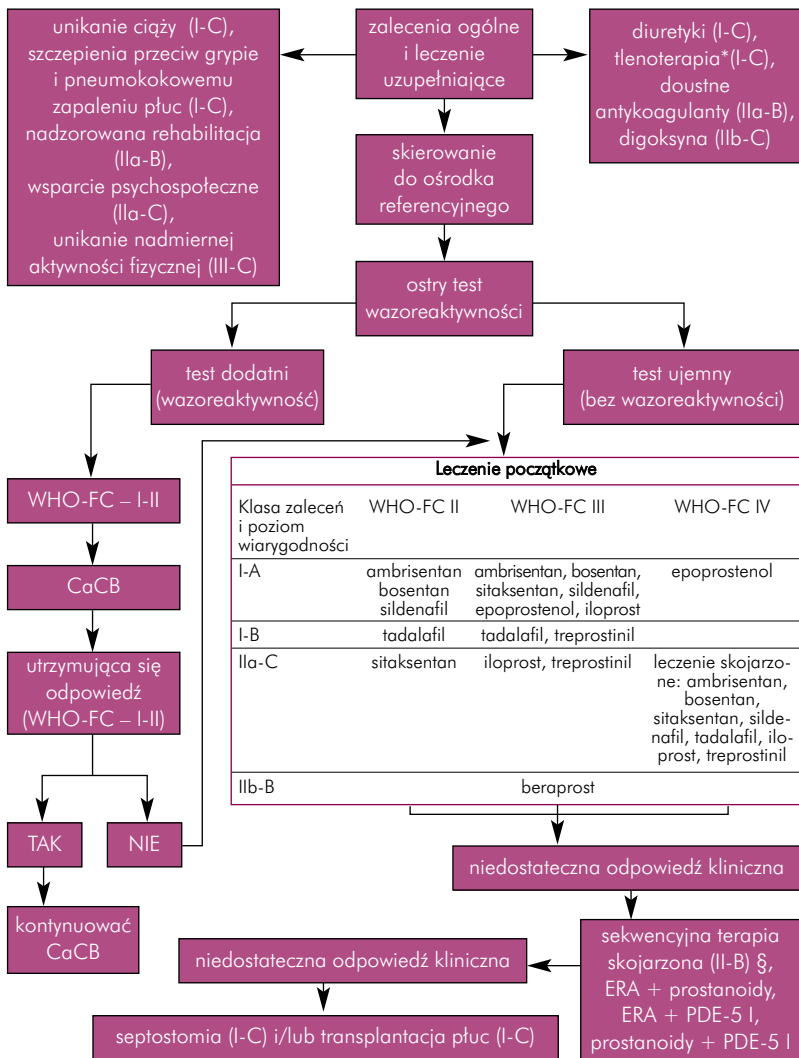 unikanie ciąży (I-C),
szczepienia przeciw grypie
i pneumokokowemu
zapaleniu płuc (I-C),
nadzorowana rehabilitacja
(IIa-B),
wsparcie psychospołeczne
(IIa-C),
unikanie nadmiernej
aktywności fizycznej (III-C)
zalecenia ogólne
i leczenie
uzupełniające
diuretyki (I-C),
tlenoterapia*(I-C),
doustne
antykoagulanty (IIa-B),
digoksyna (IIb-C)
skierowanie
do ośrodka
referencyjnego
ostry test
wazoreaktywności
test dodatni
(wazoreaktywność)
test ujemny
(bez wazoreaktywności)
WHO-FC – I-II
CaCB
utrzymująca się
odpowiedź
(WHO-FC – I-II)
TAK
NIE
kontynuować
CaCB
Leczenie początkowe
Klasa zaleceń
i poziom
wiarygodności
WHO-FC II
WHO-FC III
WHO-FC IV
I-A
ambrisentan
bosentan
sildenafil
ambrisentan, bosentan,
sitaksentan, sildenafil,
epoprostenol, iloprost
epoprostenol
I-B
tadalafil
tadalafil, treprostinil
IIa-C
sitaksentan
iloprost, treprostinil
leczenie skojarzo-
ne: ambrisentan,
bosentan,
sitaksentan, silde-
nafil, tadalafil, ilo-
prost, treprostinil
IIb-B
beraprost
niedostateczna odpowiedź kliniczna
sekwencyjna terapia
skojarzona (II-B) §,
ERA + prostanoidy,
ERA + PDE-5 I,
prostanoidy + PDE-5 I
niedostateczna odpowiedź kliniczna
septostomia (I-C) i/lub transplantacja płuc (I-C)